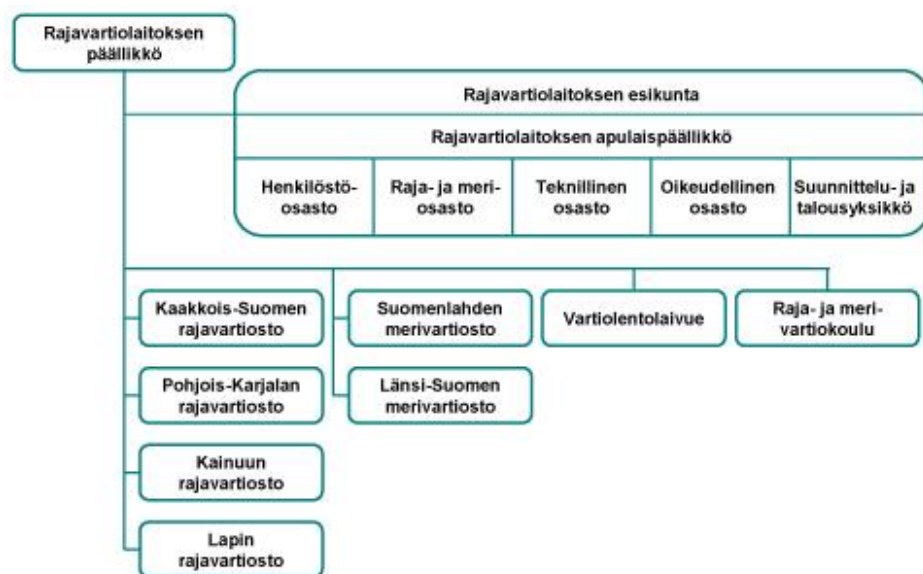 Rajavartiolaitoksen
päällikkö
Rajavartiolaitoksen esikunta
Rajavartiolaitoksen apulaispäällikkö
Henkilöstö-
osasto
Raja- ja meri-
osasto
Teknillinen
osasto
Oikeudellinen
osasto
Suunnittelu- ja
talousyksikkö
Kaakkois-Suomen
rajavartiosto
Suomenlahden
merivartiosto
Vartiolentolaivue
Raja- ja meri-
vartiokoulu
Pohjois-Karjalan
rajavartiosto
Länsi-Suomen
merivartiosto
Kainuun
rajavartiosto
Lapin
rajavartiosto